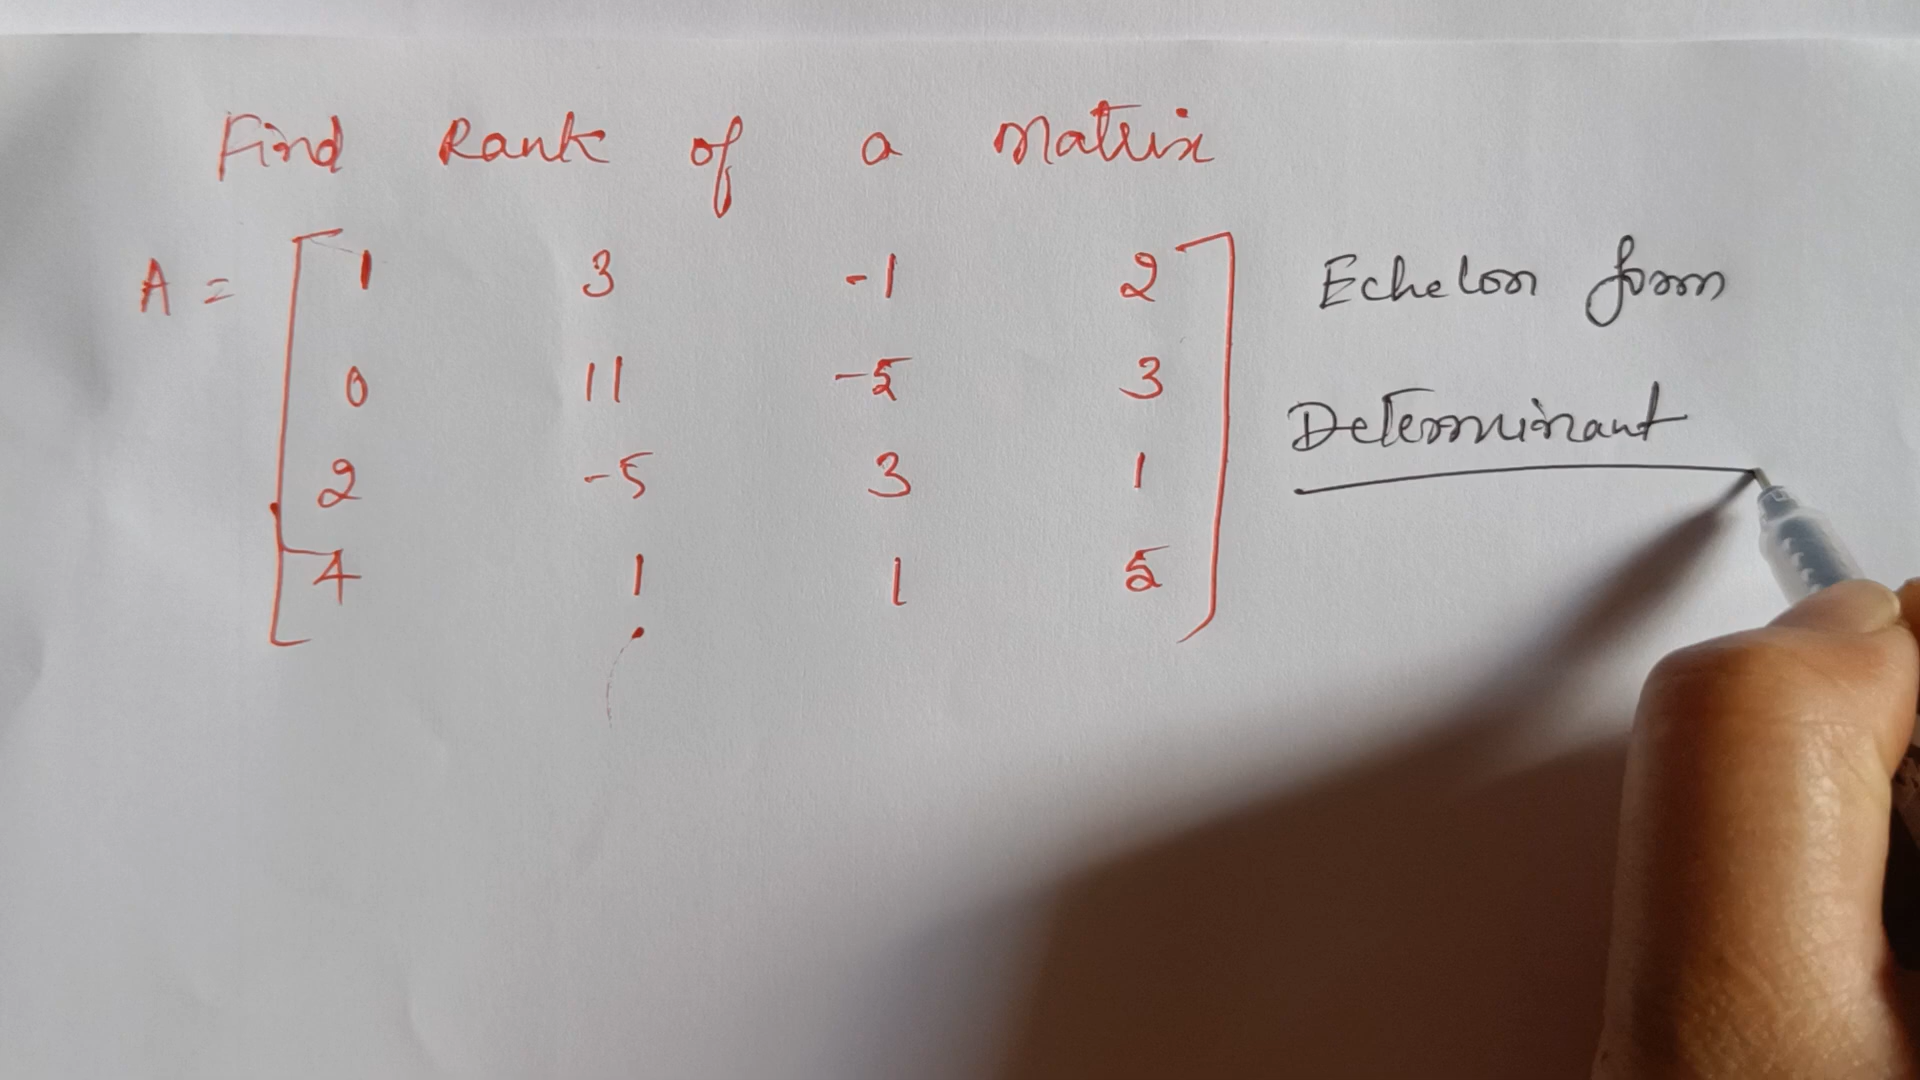 Find Rank of a Matrix
A = 1 3 -1 2
0 11 -5 3
2 -5 3 1
4 1 1 5
Echelon form
Determinant